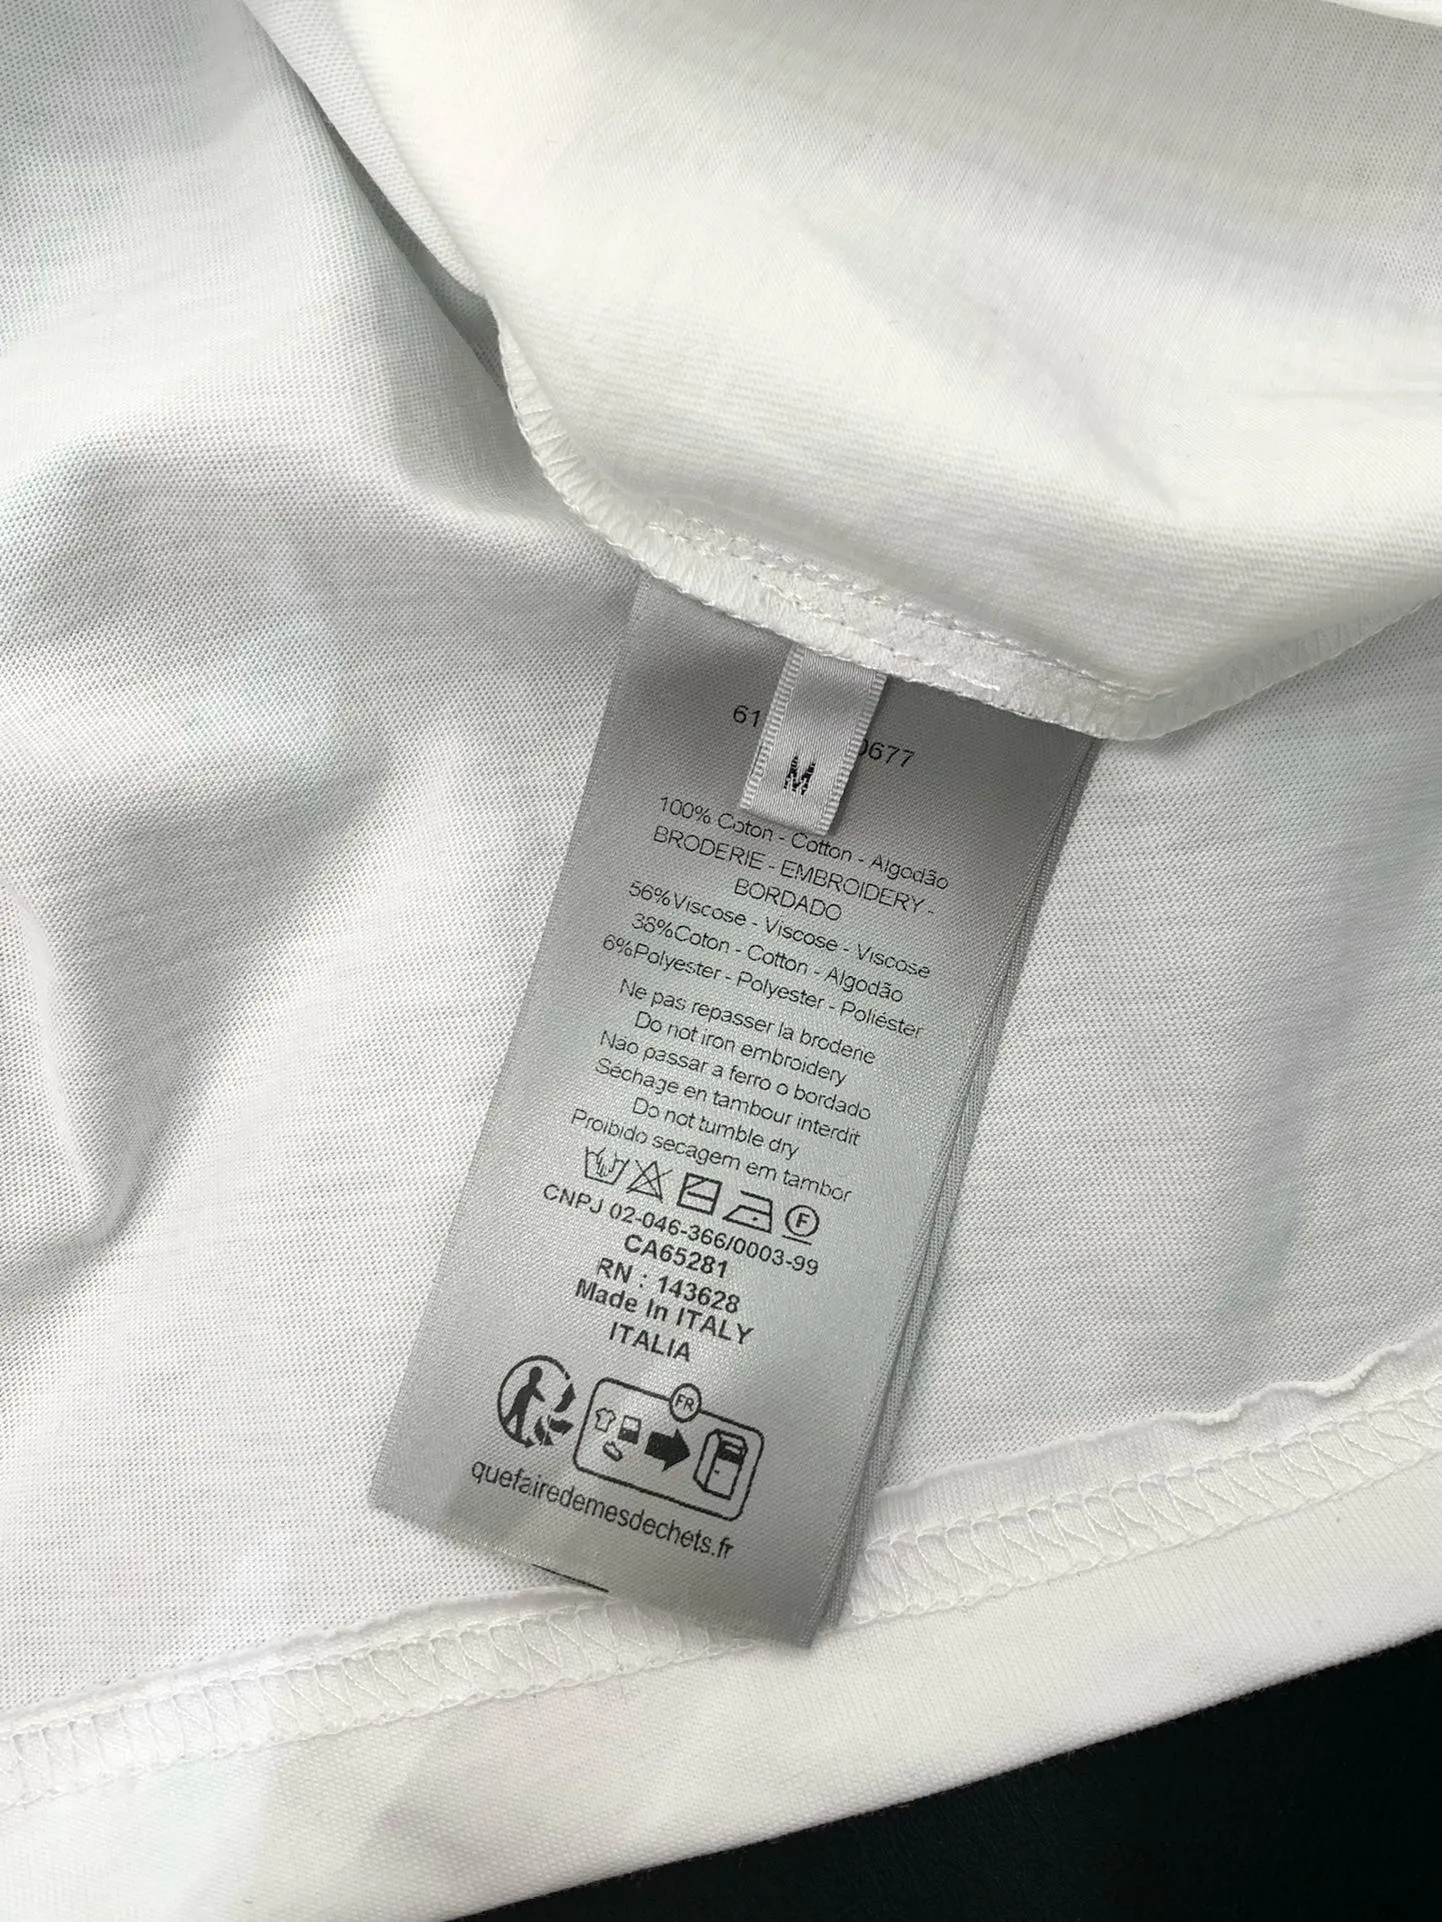 61 0677
M
100% Coton - Cotton - Algodão
BRODERIE - EMBROIDERY -
BORDADO
56%Viscose - Viscose - Viscose
38%Coton - Cotton - Algodão
6%Polyester - Polyester - Poliéster
Ne pas repasser la broderie
Do not iron embroidery
Nao passar a ferro o bordado
Séchage en tambour interdit
Do not tumble dry
Proibido secagem em tambor
F
CNPJ 02-046-366/0003-99
CA65281
RN : 143628
Made In ITALY
ITALIA
FR
quefairedemesdechets.fr